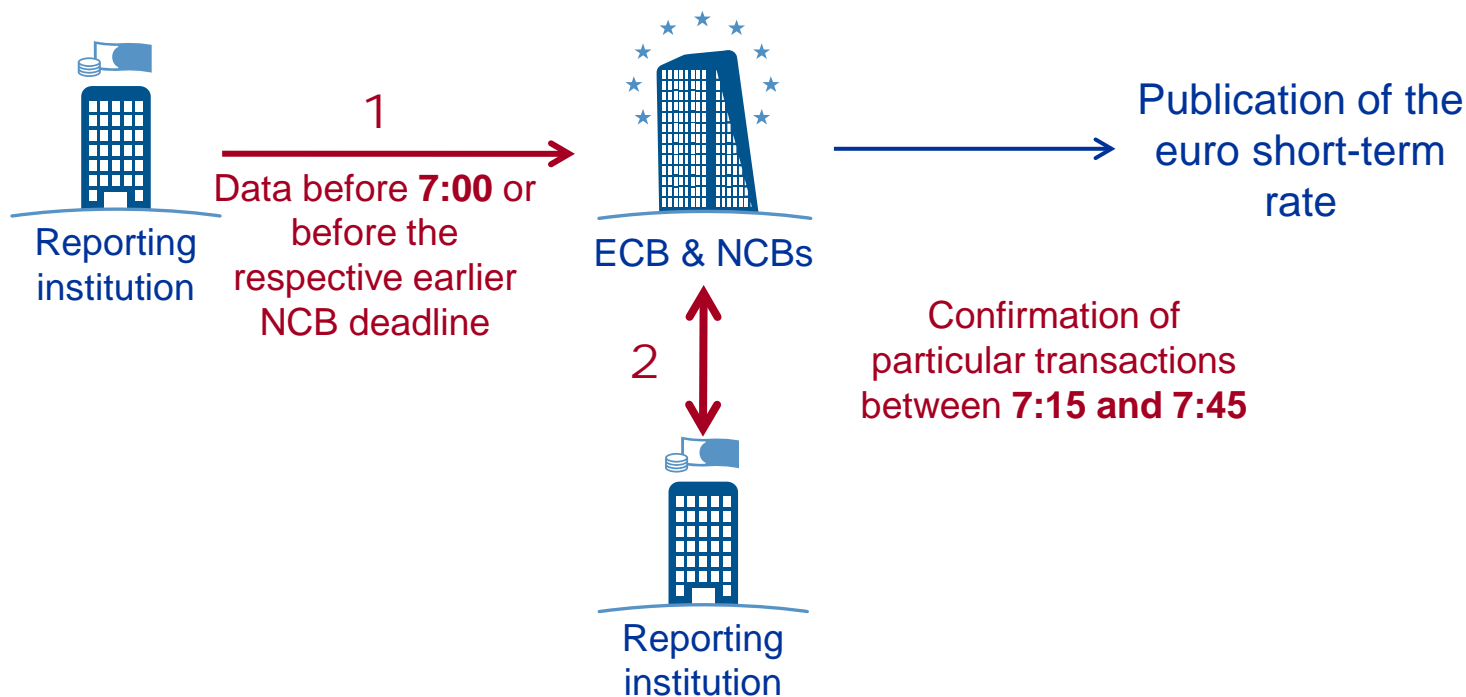 1
Data before 7:00 or
before the
respective earlier
NCB deadline
Reporting
institution
ECB & NCBs
Publication of the
euro short-term
rate
2
Confirmation of
particular transactions
between 7:15 and 7:45
Reporting
institution